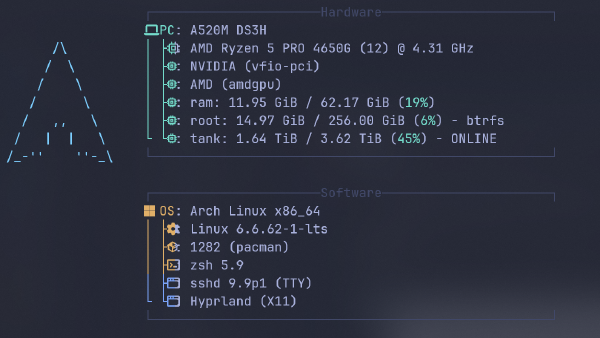 Hardware
PC: A520M DS3H
: AMD Ryzen 5 PRO 4650G (12) @ 4.31 GHz
: NVIDIA (vfio-pci)
: AMD (amdgpu)
: ram: 11.95 GiB / 62.17 GiB (19%)
: root: 14.97 GiB / 256.00 GiB (6%) - btrfs
: tank: 1.64 TiB / 3.62 TiB (45%) - ONLINE
Software
OS: Arch Linux x86_64
Linux 6.6.62-1-lts
1282 (pacman)
zsh 5.9
sshd 9.9p1 (TTY)
Hyprland (X11)